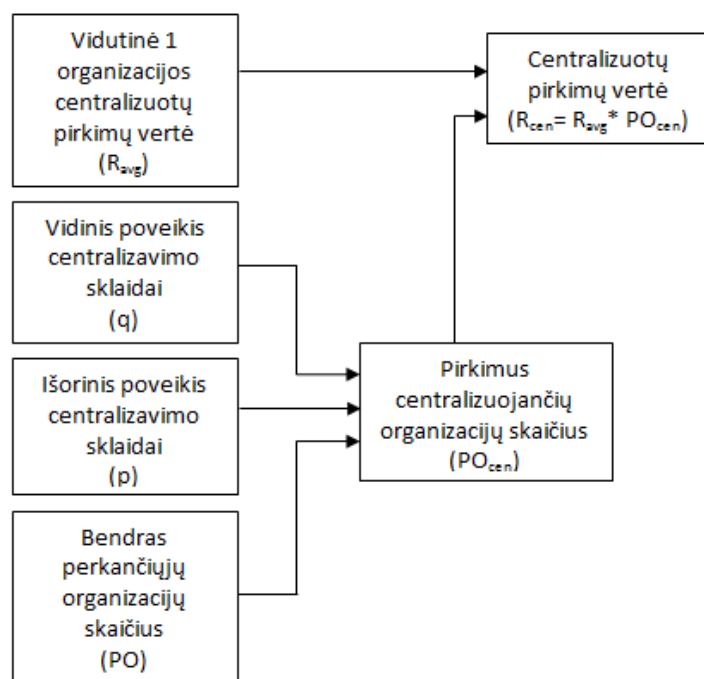 Vidutinė 1
organizacijos
centralizuotų
pirkimų vertė
(Ravg)
Centralizuotų
pirkimų vertė
(Rcen= Ravg* POcen)
Vidinis poveikis
centralizavimo
sklaidai
(q)
Išorinis poveikis
centralizavimo
sklaidai
(p)
Pirkimus
centralizuojančių
organizacijų skaičius
(POcen)
Bendras
perkančiųjų
organizacijų
skaičius
(PO)